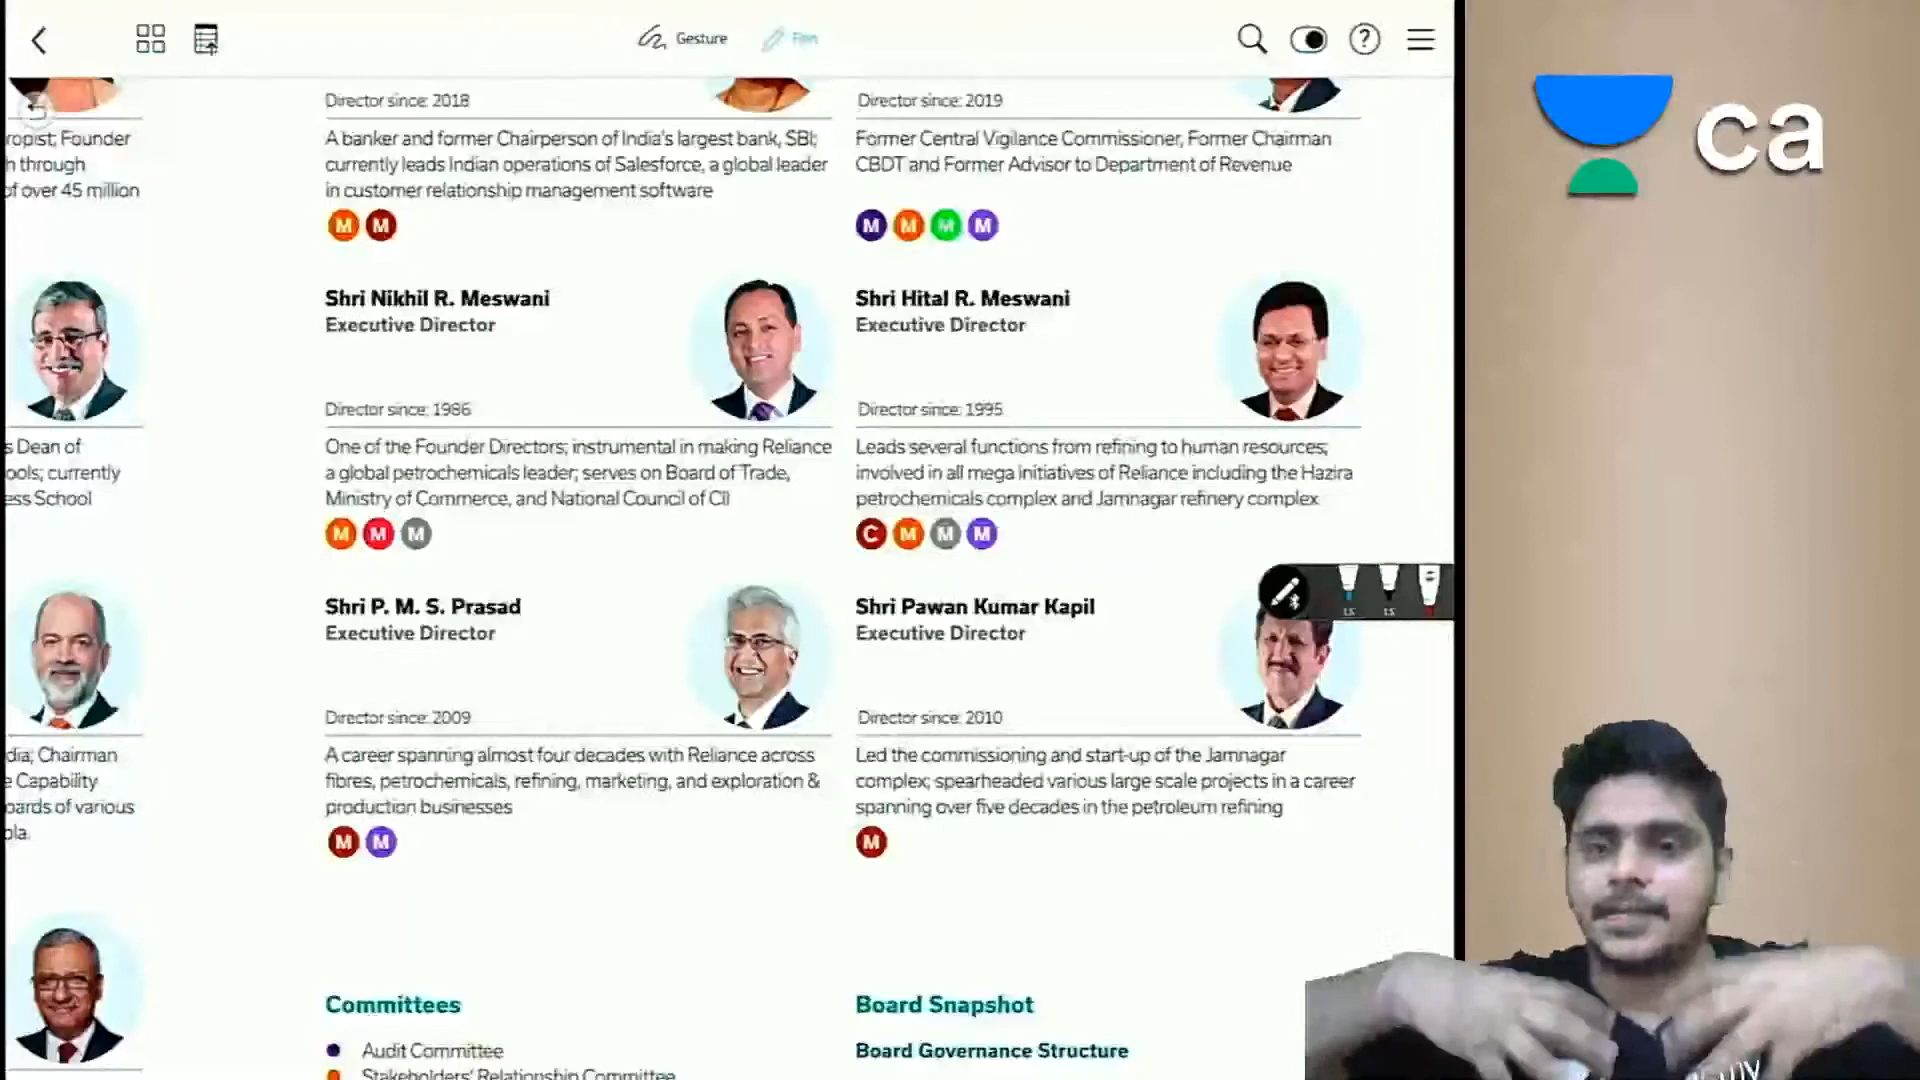 Gesture
Pen
ca
Director since: 2018
Director since: 2019
ropist; Founder
h through
of over 45 million
A banker and former Chairperson of India's largest bank, SBI;
currently leads Indian operations of Salesforce, a global leader
in customer relationship management software
M M
Former Central Vigilance Commissioner, Former Chairman
CBDT and Former Advisor to Department of Revenue
M M M M
Shri Nikhil R. Meswani
Executive Director
Director since: 1986
Shri Hital R. Meswani
Executive Director
Director since: 1995
s Dean of
ools; currently
ess School
One of the Founder Directors; instrumental in making Reliance
a global petrochemicals leader; serves on Board of Trade,
Ministry of Commerce, and National Council of CII
M M M
Leads several functions from refining to human resources;
involved in all mega initiatives of Reliance including the Hazira
petrochemicals complex and Jamnagar refinery complex
C M M M
Shri P. M. S. Prasad
Executive Director
Director since: 2009
Shri Pawan Kumar Kapil
Executive Director
Director since: 2010
dia; Chairman
e Capability
oards of various
ola.
A career spanning almost four decades with Reliance across
fibres, petrochemicals, refining, marketing, and exploration &
production businesses
M M
Led the commissioning and start-up of the Jamnagar
complex; spearheaded various large scale projects in a career
spanning over five decades in the petroleum refining
M
Committees
Audit Committee
Stakeholders' Relationship Committee
Board Snapshot
Board Governance Structure